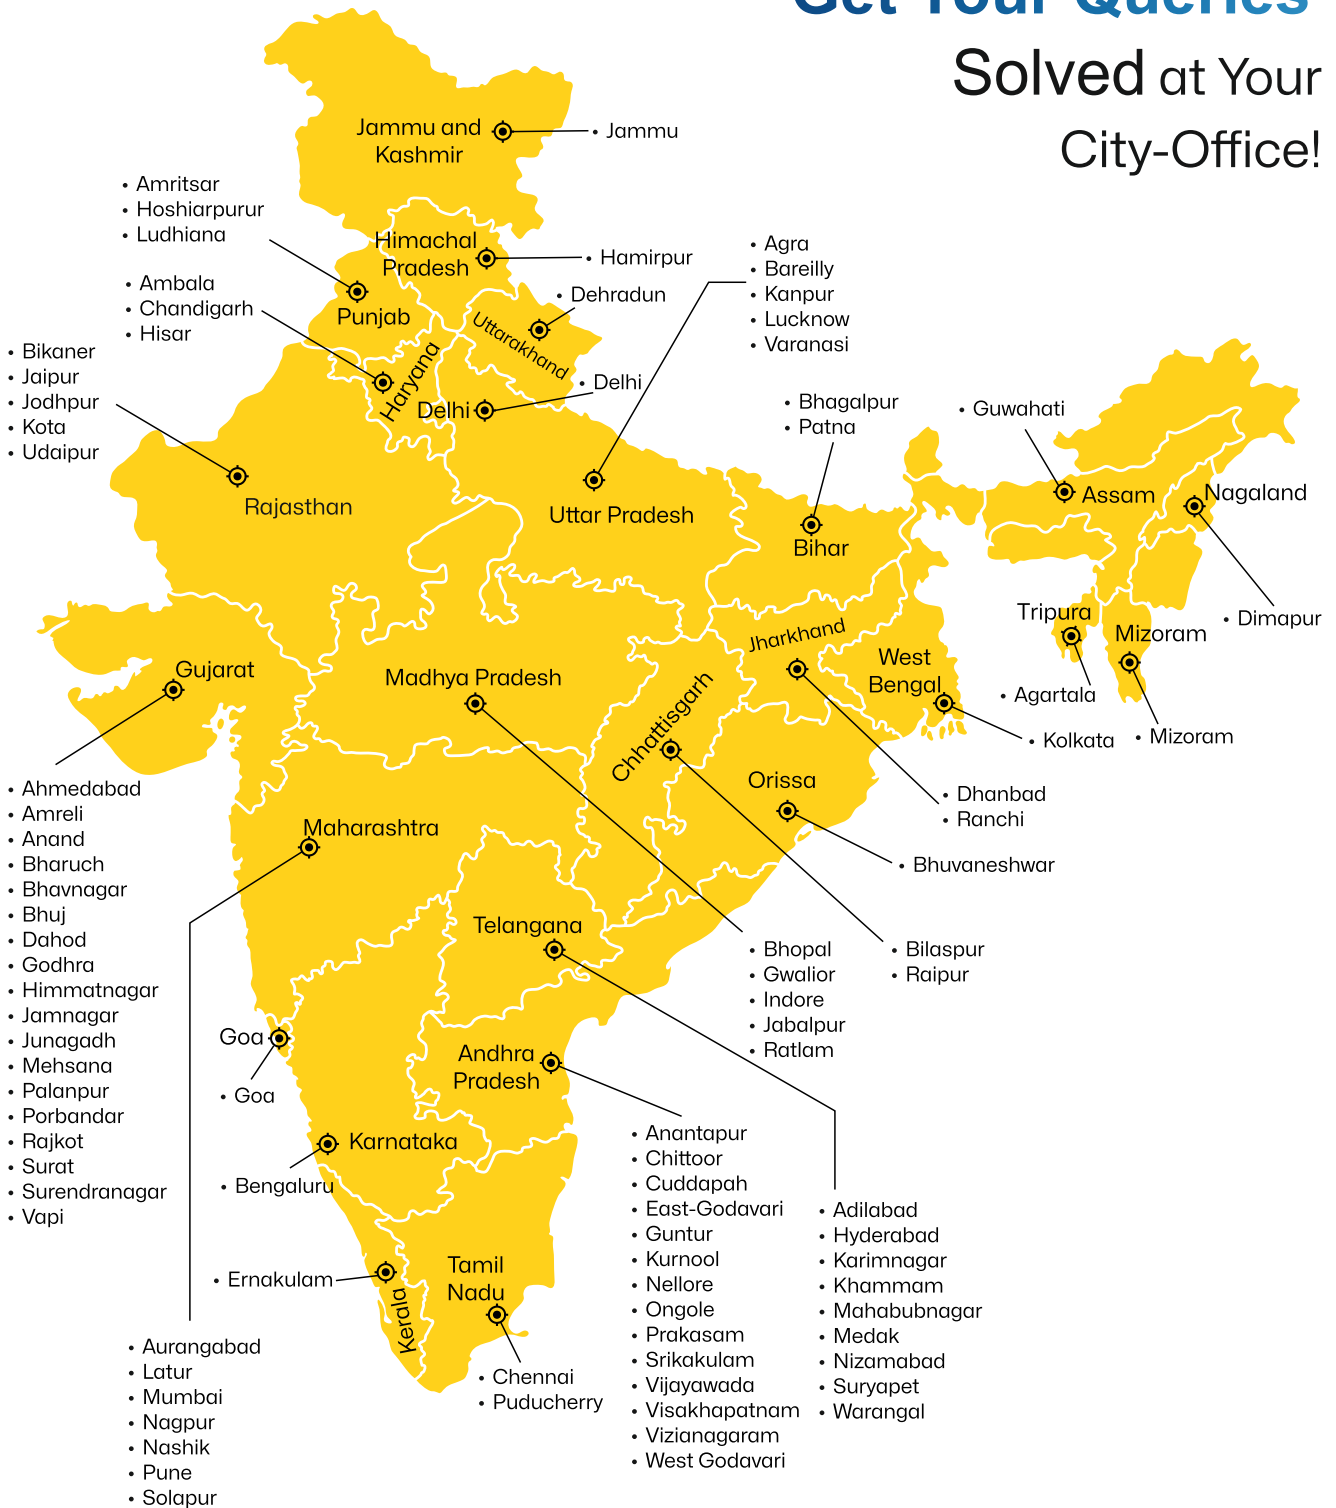 Get Your Queries
Solved at Your
City-Office!
Jammu and
Kashmir
• Jammu
• Amritsar
• Hoshiarpurur
• Ludhiana
Himachal
Pradesh
• Hamirpur
• Agra
• Bareilly
• Kanpur
• Lucknow
• Varanasi
• Ambala
• Chandigarh
• Hisar
Punjab
• Dehradun
Uttarakhand
• Bikaner
• Jaipur
• Jodhpur
• Kota
• Udaipur
Haryana
Delhi
• Delhi
• Bhagalpur
• Patna
• Guwahati
Rajasthan
Uttar Pradesh
Bihar
Assam
Nagaland
• Dimapur
Tripura
Mizoram
• Agartala
• Mizoram
Jharkhand
West
Bengal
• Kolkata
Gujarat
Madhya Pradesh
Chhattisgarh
Orissa
• Dhanbad
• Ranchi
• Bhuvaneshwar
• Ahmedabad
• Amreli
• Anand
• Bharuch
• Bhavnagar
• Bhuj
• Dahod
• Godhra
• Himmatnagar
• Jamnagar
• Junagadh
• Mehsana
• Palanpur
• Porbandar
• Rajkot
• Surat
• Surendranagar
• Vapi
Maharashtra
Telangana
• Bhopal
• Gwalior
• Indore
• Jabalpur
• Ratlam
• Bilaspur
• Raipur
Goa
• Goa
Andhra
Pradesh
Karnataka
• Bengaluru
• Anantapur
• Chittoor
• Cuddapah
• East-Godavari
• Guntur
• Kurnool
• Nellore
• Ongole
• Prakasam
• Srikakulam
• Vijayawada
• Visakhapatnam
• Vizianagaram
• West Godavari
• Adilabad
• Hyderabad
• Karimnagar
• Khammam
• Mahabubnagar
• Medak
• Nizamabad
• Suryapet
• Warangal
• Ernakulam
Kerala
Tamil
Nadu
• Chennai
• Puducherry
• Aurangabad
• Latur
• Mumbai
• Nagpur
• Nashik
• Pune
• Solapur